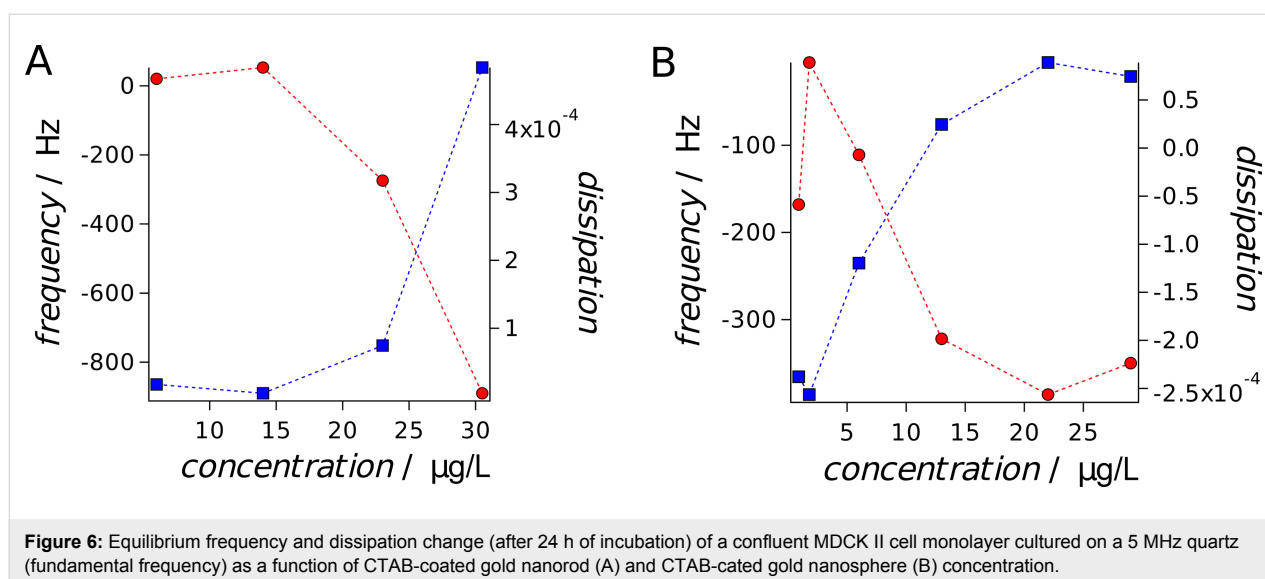 A
B
frequency / Hz
0
-200
-400
-600
-800
4x10-4
3
2
1
dissipation
10 15 20 25 30
concentration / μg/L
frequency / Hz
-100
-200
-300
0.5
0.0
-0.5
-1.0
-1.5
-2.0
-2.5x10-4
dissipation
5 10 15 20 25
concentration / μg/L
Figure 6: Equilibrium frequency and dissipation change (after 24 h of incubation) of a confluent MDCK II cell monolayer cultured on a 5 MHz quartz
(fundamental frequency) as a function of CTAB-coated gold nanorod (A) and CTAB-cated gold nanosphere (B) concentration.